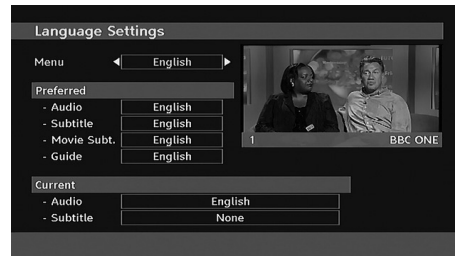 Language Settings
Menu English
Preferred
- Audio English
- Subtitle English
- Movie Subt. English
- Guide English
1 BBC ONE
Current
- Audio English
- Subtitle None